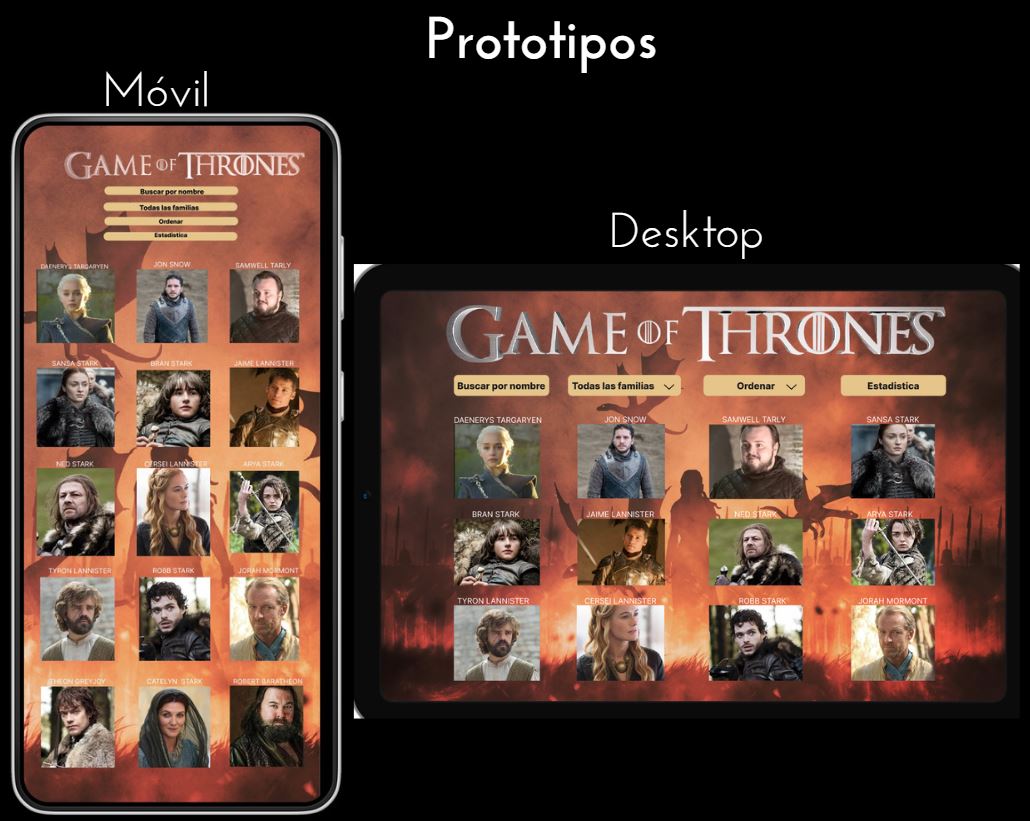 Prototipos
Móvil
GAME OF THRONES
Buscar por nombre
Todas las familias
Ordenar
Estadistica
DAENERYS TARGARYEN JON SNOW SAMWELL TARLY
SANSA STARK BRAN STARK JAIME LANNISTER
NED STARK CERSEI LANNISTER ARYA STARK
TYRON LANNISTER ROBB STARK JORAH MORMONT
THEON GREYJOY CATELYN STARK ROBERT BARATHEON
Desktop
GAME OF THRONES
Buscar por nombre Todas las familias Ordenar Estadistica
DAENERYS TARGARYEN JON SNOW SAMWELL TARLY SANSA STARK
BRAN STARK JAIME LANNISTER NED STARK ARYA STARK
TYRON LANNISTER CERSEI LANNISTER ROBB STARK JORAH MORMONT